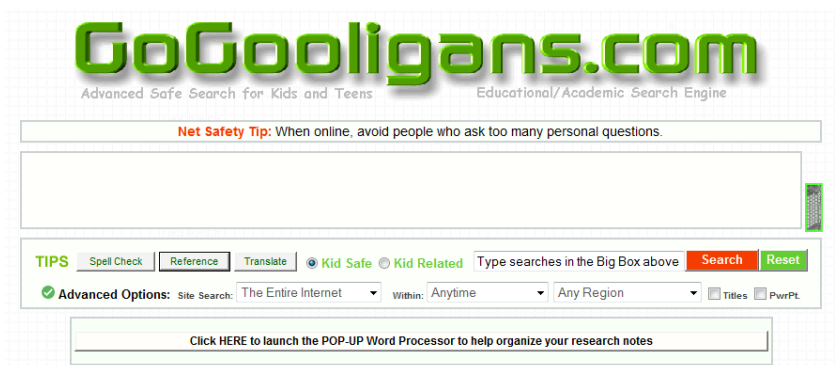 GoGooligans.com
Advanced Safe Search for Kids and Teens Educational/Academic Search Engine
Net Safety Tip: When online, avoid people who ask too many personal questions.
TIPS Spell Check Reference Translate Kid Safe Kid Related Type searches in the Big Box above Search Reset
Advanced Options: Site Search: The Entire Internet Within: Anytime Any Region Titles PwrPt.
Click HERE to launch the POP-UP Word Processor to help organize your research notes